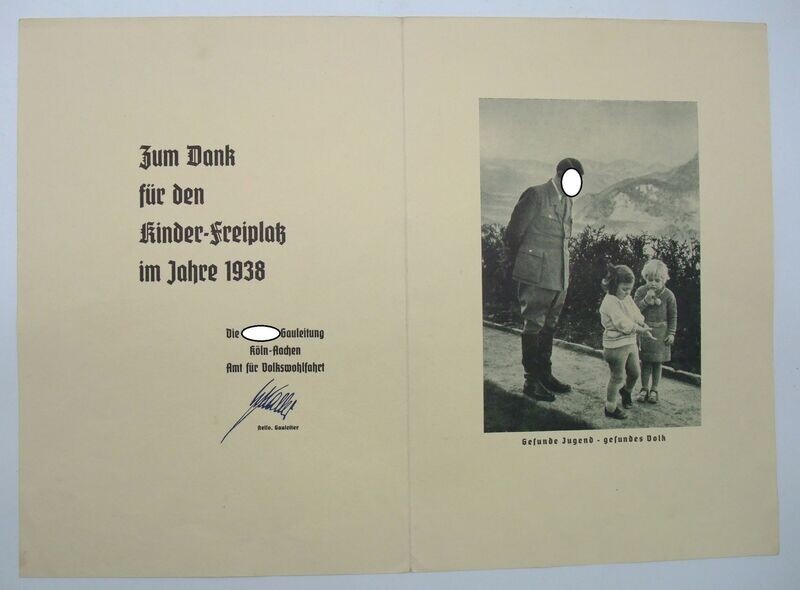 Zum Dank
für den
Kinder-Freiplatz
im Jahre 1938
Die Gauleitung
Köln-Aachen
Amt für Volkswohlfahrt
stellv. Gauleiter
Gesunde Jugend - gesundes Volk